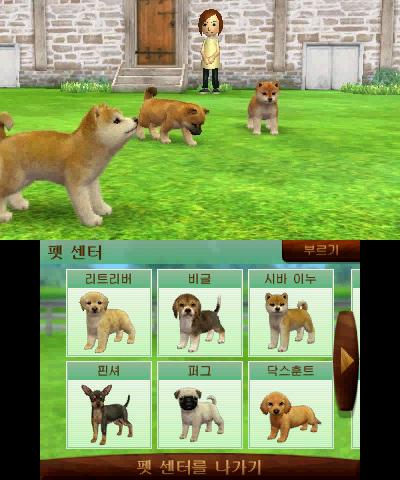 펫 센터
부르기
리트리버
비글
시바 이누
핀셔
퍼그
닥스훈트
펫 센터를 나가기